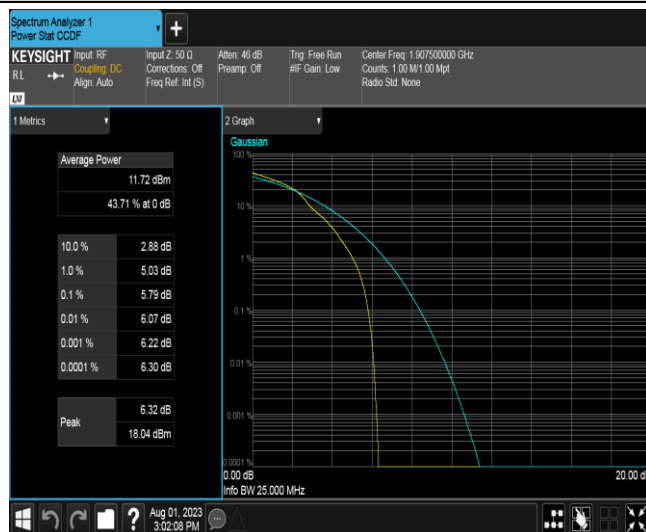 Spectrum Analyzer 1
Power Stat CCDF
+
KEYSIGHT
RL
Input: RF
Coupling: DC
Align: Auto
Input Z: 50 Ω
Corrections: Off
Freq Ref: Int (S)
Atten: 46 dB
Preamp: Off
Trig: Free Run
#IF Gain: Low
Center Freq: 1.907500000 GHz
Counts: 1.00 M/1.00 Mpt
Radio Std: None
LXI
1 Metrics
Average Power
11.72 dBm
43.71 % at 0 dB
10.0 % 2.88 dB
1.0 % 5.03 dB
0.1 % 5.79 dB
0.01 % 6.07 dB
0.001 % 6.22 dB
0.0001 % 6.30 dB
Peak
6.32 dB
18.04 dBm
2 Graph
Gaussian
100 %
10 %
1 %
0.1 %
0.01 %
0.001 %
0.0001 %
0.00 dB
20.00 d
Info BW 25.000 MHz
?
Aug 01, 2023
3:02:08 PM